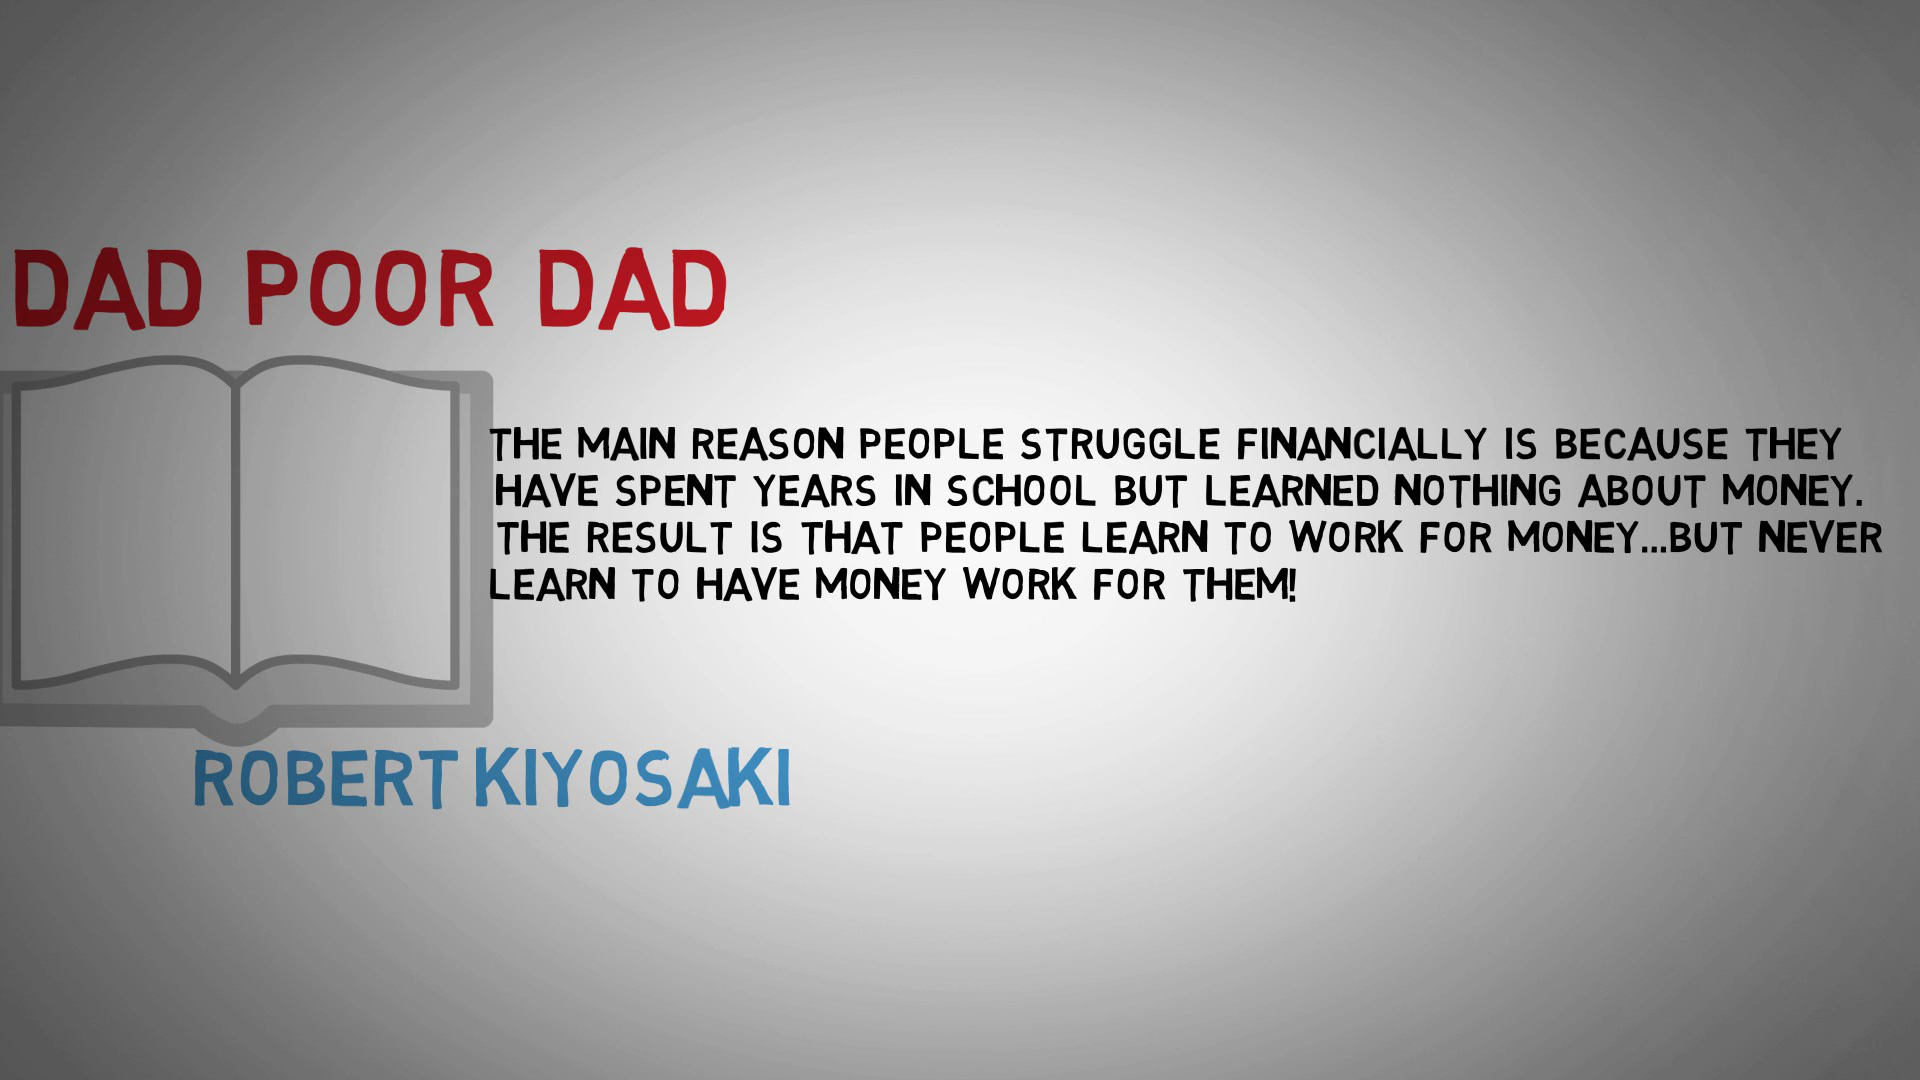 DAD POOR DAD
THE MAIN REASON PEOPLE STRUGGLE FINANCIALLY IS BECAUSE THEY
HAVE SPENT YEARS IN SCHOOL BUT LEARNED NOTHING ABOUT MONEY.
THE RESULT IS THAT PEOPLE LEARN TO WORK FOR MONEY...BUT NEVER
LEARN TO HAVE MONEY WORK FOR THEM!
ROBERT KIYOSAKI